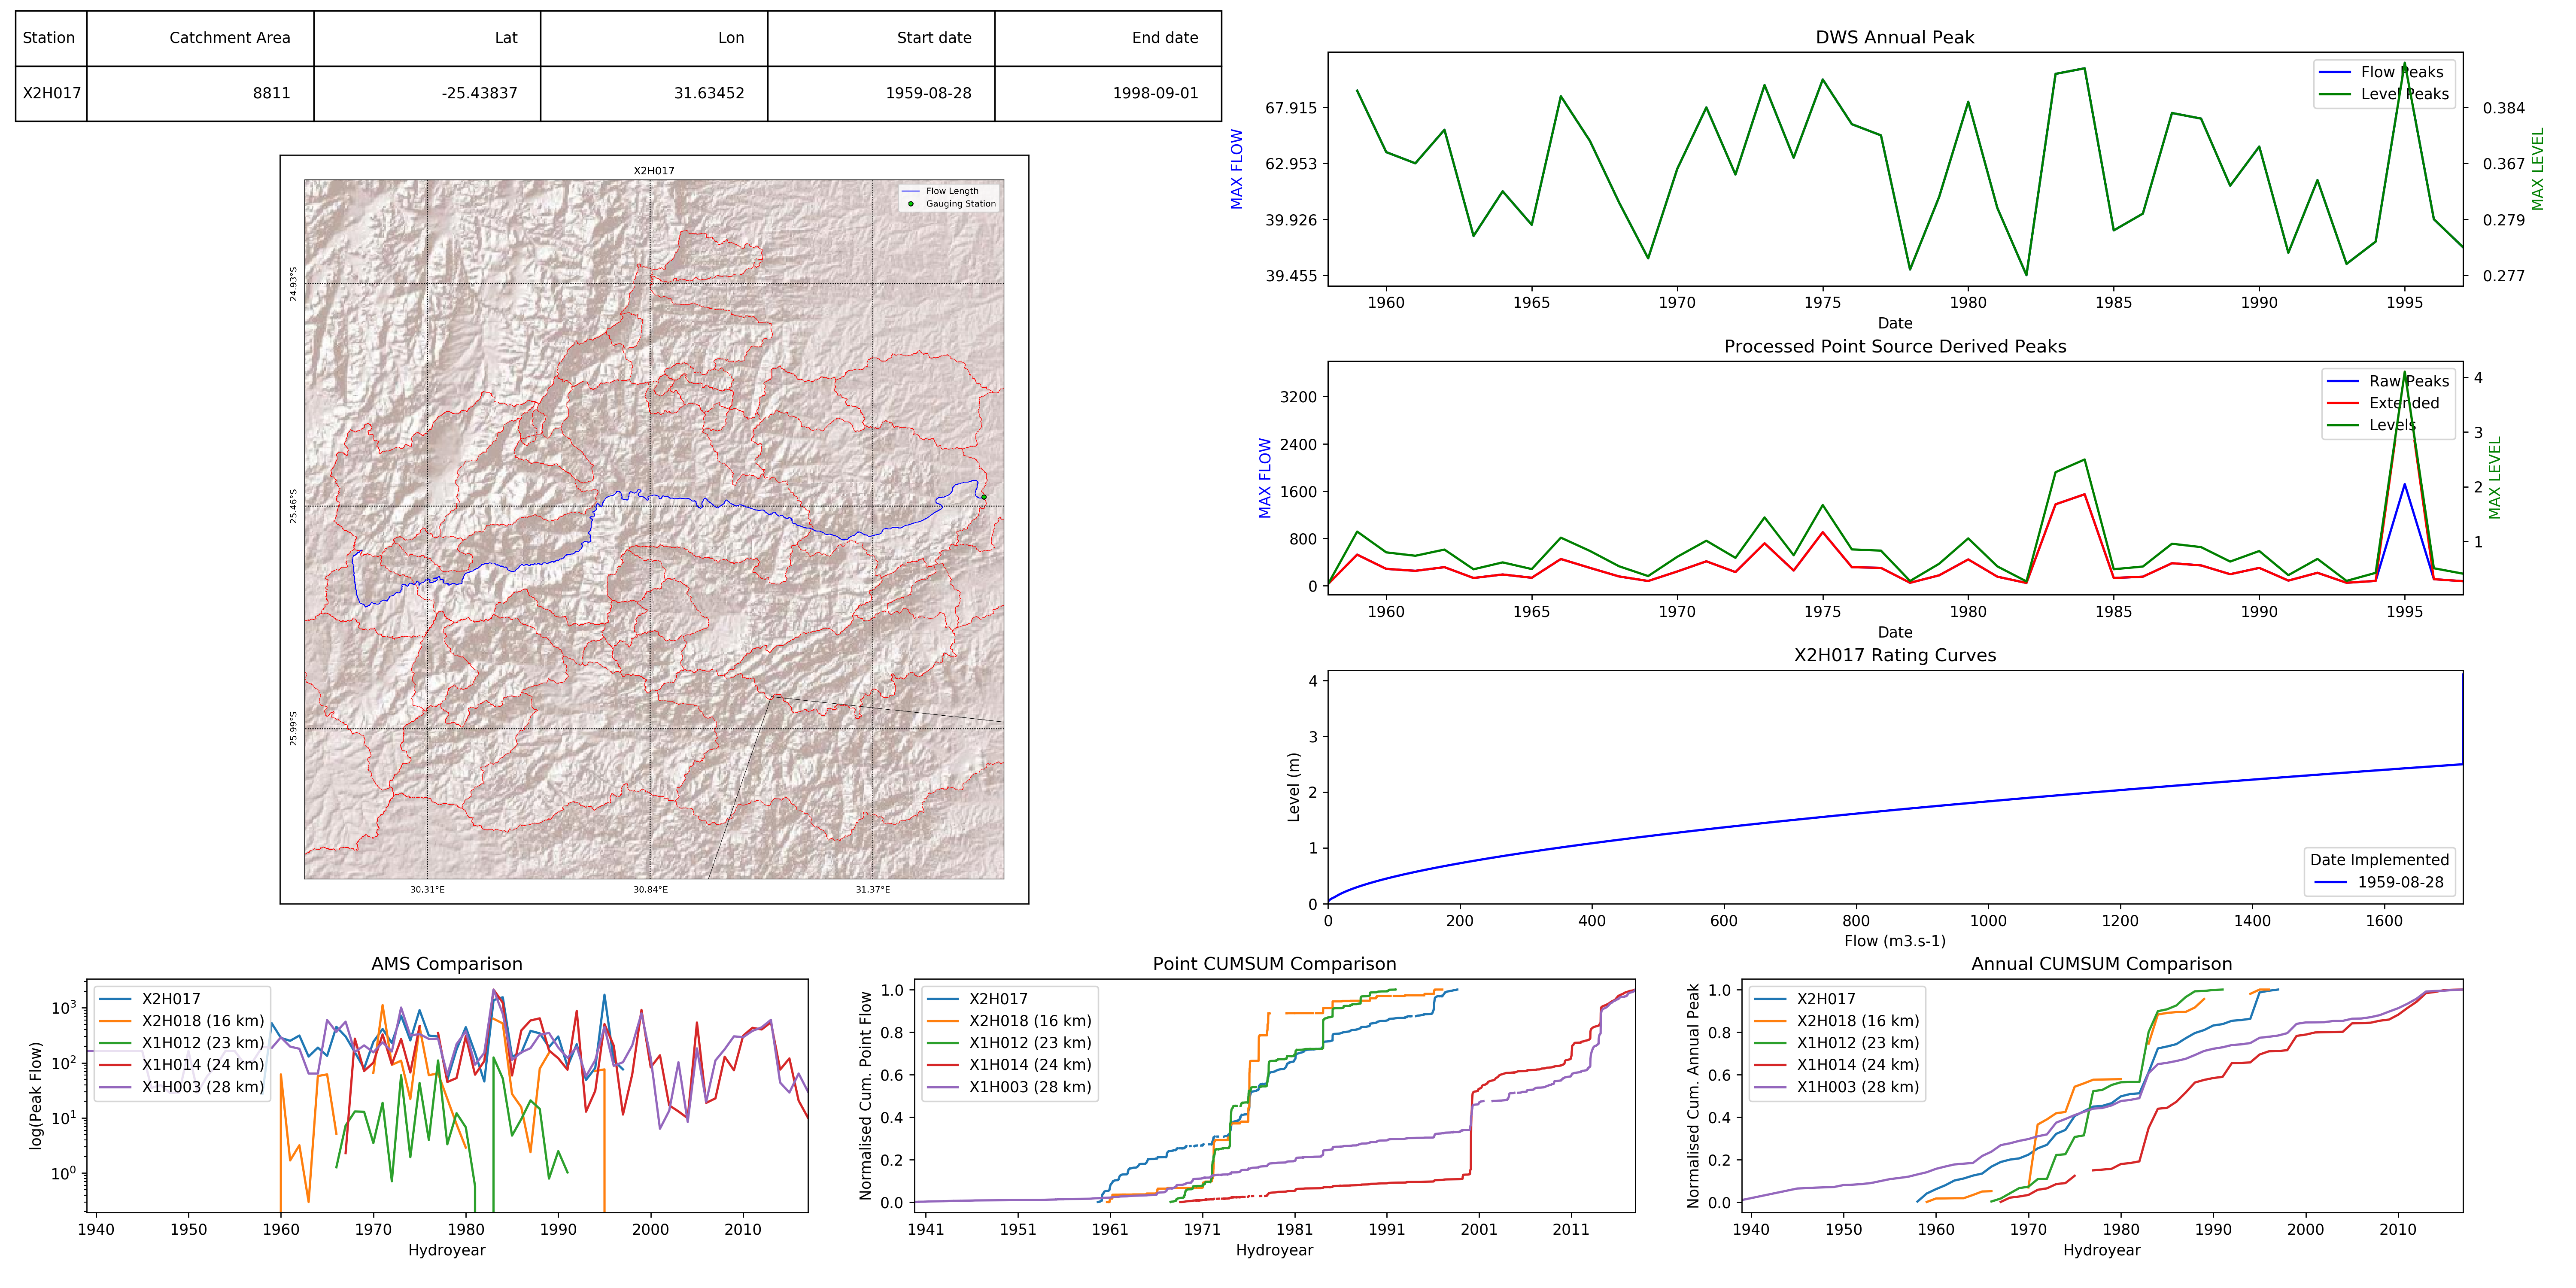 Station Catchment Area Lat Lon Start date End date
X2H017 8811 -25.43837 31.63452 1959-08-28 1998-09-01
X2H017
Flow Length
Gauging Station
24.93°S
25.46°S
25.99°S
30.31°E 30.84°E 31.37°E
DWS Annual Peak
Flow Peaks
Level Peaks
MAX FLOW
67.915
62.953
39.926
39.455
MAX LEVEL
0.384
0.367
0.279
0.277
1960 1965 1970 1975 1980 1985 1990 1995
Date
Processed Point Source Derived Peaks
Raw Peaks
Extended
Levels
MAX FLOW
3200
2400
1600
800
0
MAX LEVEL
4
3
2
1
1960 1965 1970 1975 1980 1985 1990 1995
Date
X2H017 Rating Curves
Level (m)
4
3
2
1
0
Date Implemented
1959-08-28
0 200 400 600 800 1000 1200 1400 1600
Flow (m3.s-1)
AMS Comparison
X2H017
X2H018 (16 km)
X1H012 (23 km)
X1H014 (24 km)
X1H003 (28 km)
log(Peak Flow)
10³
10²
10¹
10⁰
1940 1950 1960 1970 1980 1990 2000 2010
Hydroyear
Point CUMSUM Comparison
X2H017
X2H018 (16 km)
X1H012 (23 km)
X1H014 (24 km)
X1H003 (28 km)
Normalised Cum. Point Flow
1.0
0.8
0.6
0.4
0.2
0.0
1941 1951 1961 1971 1981 1991 2001 2011
Hydroyear
Annual CUMSUM Comparison
X2H017
X2H018 (16 km)
X1H012 (23 km)
X1H014 (24 km)
X1H003 (28 km)
Normalised Cum. Annual Peak
1.0
0.8
0.6
0.4
0.2
0.0
1940 1950 1960 1970 1980 1990 2000 2010
Hydroyear